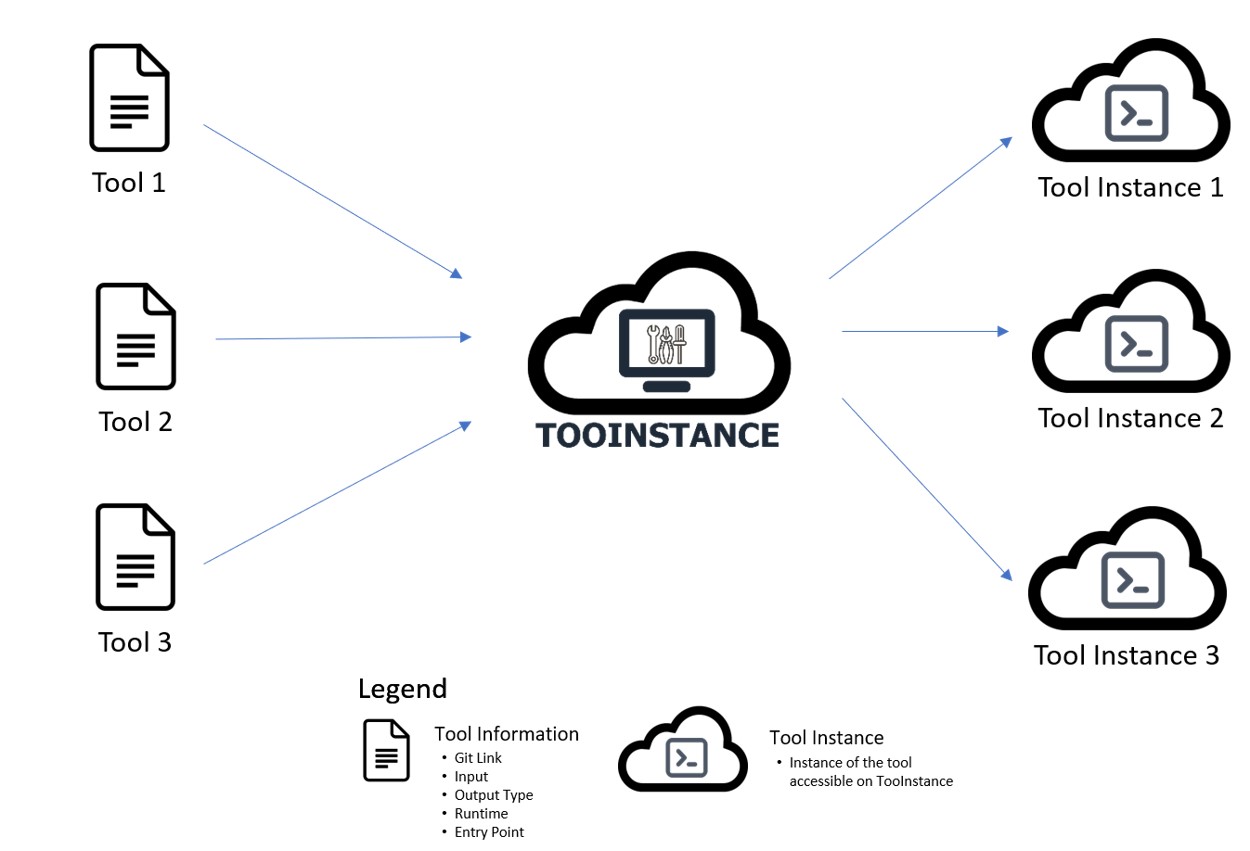 Tool 1
Tool Instance 1
Tool 2
TOOINSTANCE
Tool Instance 2
Tool 3
Tool Instance 3
Legend
Tool Information
• Git Link
• Input
• Output Type
• Runtime
• Entry Point
Tool Instance
• Instance of the tool
accessible on TooInstance